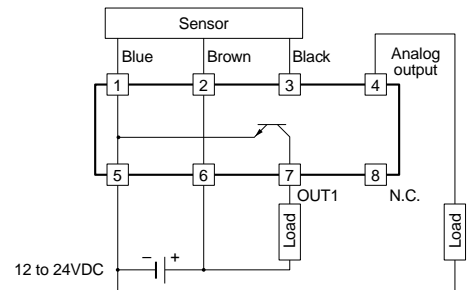 Sensor
Blue
Brown
Black
Analog
output
1
2
3
4
5
6
7
8
OUT1
N.C.
Load
Load
− +
12 to 24VDC